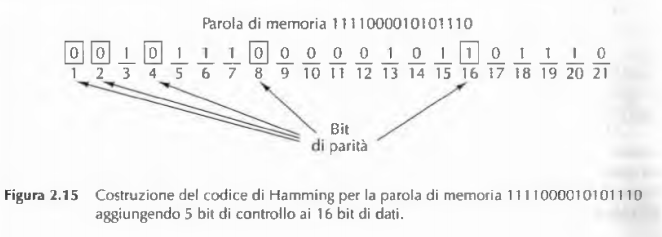 Parola di memoria 1111000010101110
0 0 1 0 1 1 1 0 0 0 0 0 1 0 1 1 0 1 1 1 0
1 2 3 4 5 6 7 8 9 10 11 12 13 14 15 16 17 18 19 20 21
Bit
di parità
Figura 2.15 Costruzione del codice di Hamming per la parola di memoria 1111000010101110
aggiungendo 5 bit di controllo ai 16 bit di dati.